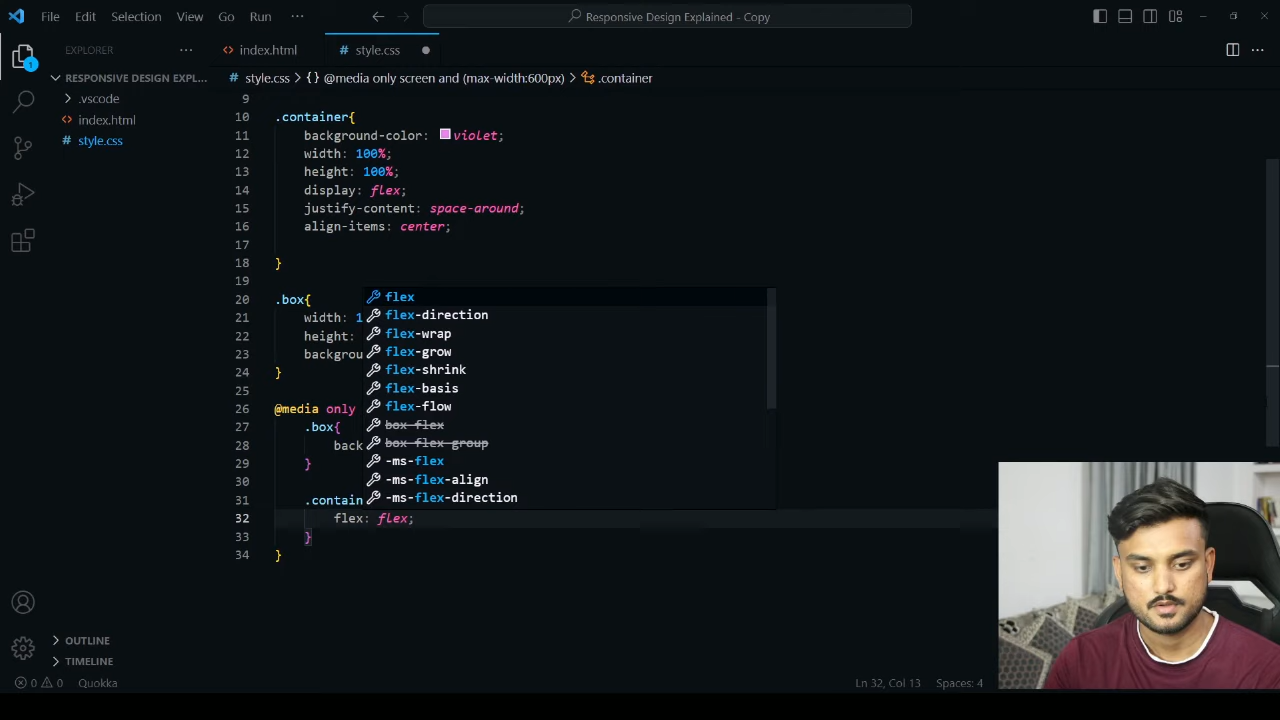 File Edit Selection View Go Run ··· Responsive Design Explained - Copy
EXPLORER ··· index.html style.css
RESPONSIVE DESIGN EXPL...
.vscode
index.html
style.css
1
style.css > {} @media only screen and (max-width:600px) > .container
9
10 .container{
11 background-color: violet;
12 width: 100%;
13 height: 100%;
14 display: flex;
15 justify-content: space-around;
16 align-items: center;
17
18 }
19
20 .box{
21 width: 1
22 height:
23 backgrou
24 }
25
26 @media only
27 .box{
28 back
29 }
30
31 .contain
32 flex: flex;
33 }
34 }
flex
flex-direction
flex-wrap
flex-grow
flex-shrink
flex-basis
flex-flow
box-flex
box-flex-group
-ms-flex
-ms-flex-align
-ms-flex-direction
OUTLINE
TIMELINE
0 0 Quokka Ln 32, Col 13 Spaces: 4